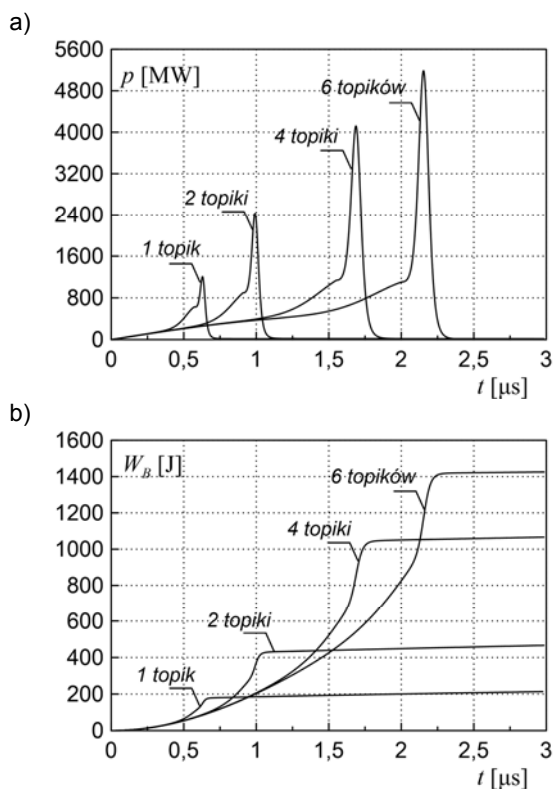 a)
5600
p [MW]
4800
6 topików
4000
4 topiki
3200
2 topiki
2400
1 topik
1600
800
0
0 0,5 1 1,5 2 2,5 3
t [μs]
b)
1600
W_B [J]
1400
6 topików
1200
4 topiki
1000
800
2 topiki
600
1 topik
400
200
0
0 0,5 1 1,5 2 2,5 3
t [μs]